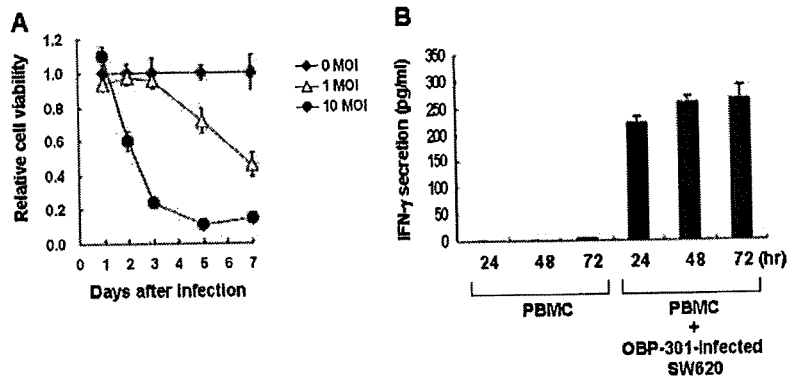 A
Relative cell viability
1.2
1.0
0.8
0.6
0.4
0.2
0.0
0 1 2 3 4 5 6 7
Days after infection
0 MOI
1 MOI
10 MOI
B
IFN-γ secretion (pg/ml)
350
300
250
200
150
100
50
0
24 48 72 24 48 72 (hr)
PBMC
PBMC
+
OBP-301-infected
SW620